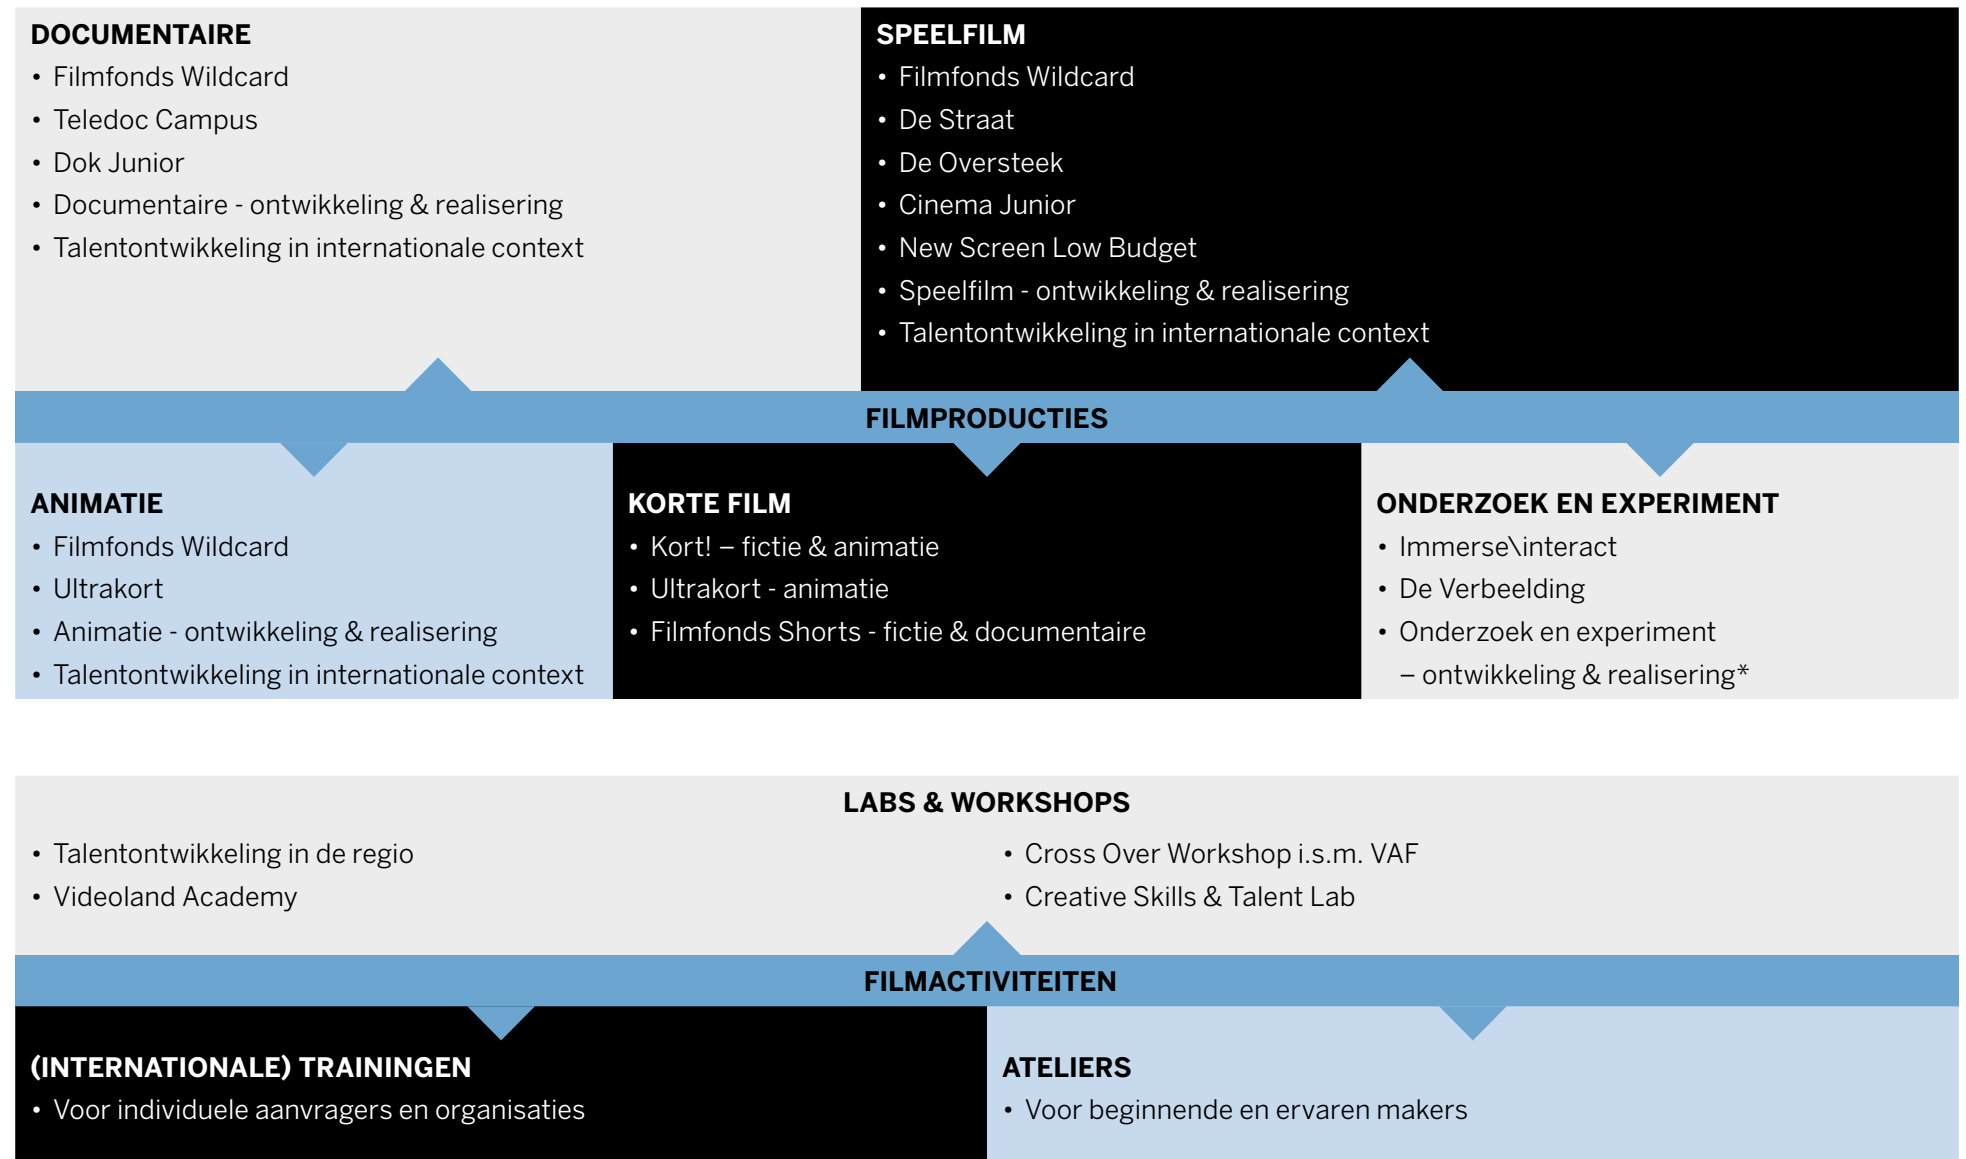 DOCUMENTAIRE
• Filmfonds Wildcard
• Teledoc Campus
• Dok Junior
• Documentaire - ontwikkeling & realisering
• Talentontwikkeling in internationale context
SPEELFILM
• Filmfonds Wildcard
• De Straat
• De Oversteek
• Cinema Junior
• New Screen Low Budget
• Speelfilm - ontwikkeling & realisering
• Talentontwikkeling in internationale context
FILMPRODUCTIES
ANIMATIE
• Filmfonds Wildcard
• Ultrakort
• Animatie - ontwikkeling & realisering
• Talentontwikkeling in internationale context
KORTE FILM
• Kort! – fictie & animatie
• Ultrakort - animatie
• Filmfonds Shorts - fictie & documentaire
ONDERZOEK EN EXPERIMENT
• Immerse\interact
• De Verbeelding
• Onderzoek en experiment
– ontwikkeling & realisering*
LABS & WORKSHOPS
• Talentontwikkeling in de regio
• Videoland Academy
• Cross Over Workshop i.s.m. VAF
• Creative Skills & Talent Lab
FILMACTIVITEITEN
(INTERNATIONALE) TRAININGEN
• Voor individuele aanvragers en organisaties
ATELIERS
• Voor beginnende en ervaren makers